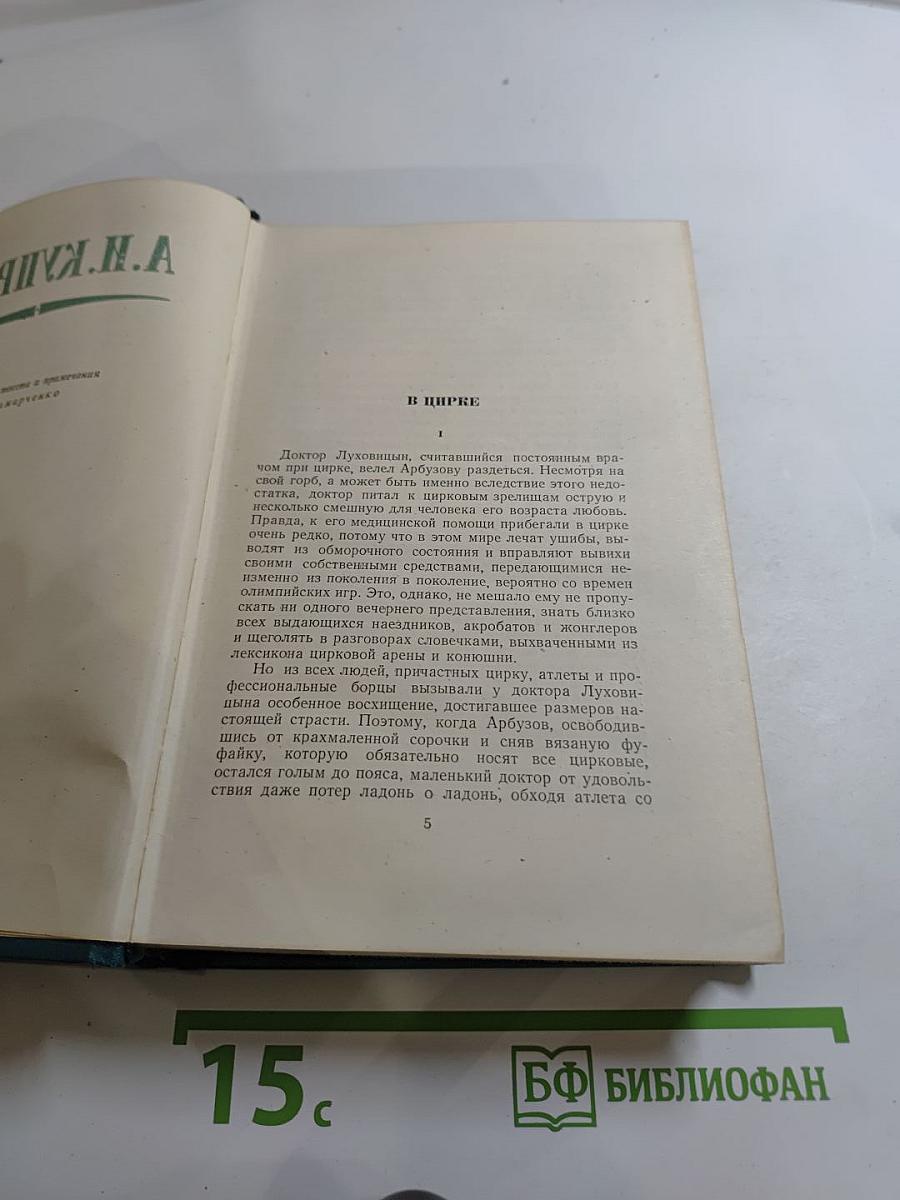 А.И.КУПР
текста и примечания
В ЦИРКЕ
I
Доктор Луховицын, считавшийся постоянным вра-
чом при цирке, велел Арбузову раздеться. Несмотря на
свой горб, а может быть именно вследствие этого недо-
статка, доктор питал к цирковым зрелищам острую и
несколько смешную для человека его возраста любовь.
Правда, к его медицинской помощи прибегали в цирке
очень редко, потому что в этом мире лечат ушибы, вы-
водят из обморочного состояния и вправляют вывихи
своими собственными средствами, передающимися не-
изменно из поколения в поколение, вероятно со времен
олимпийских игр. Это, однако, не мешало ему не пропу-
скать ни одного вечернего представления, знать близко
всех выдающихся наездников, акробатов и жонглеров
и щеголять в разговорах словечками, выхваченными из
лексикона цирковой арены и конюшни.
Но из всех людей, причастных цирку, атлеты и про-
фессиональные борцы вызывали у доктора Лухови-
цына особенное восхищение, достигавшее размеров на-
стоящей страсти. Поэтому, когда Арбузов, освободив-
шись от крахмаленной сорочки и сняв вязаную фу-
файку, которую обязательно носят все цирковые,
остался голым до пояса, маленький доктор от удоволь-
ствия даже потер ладонь о ладонь, обходя атлета со
5
15 с
БФ БИБЛИОФАН